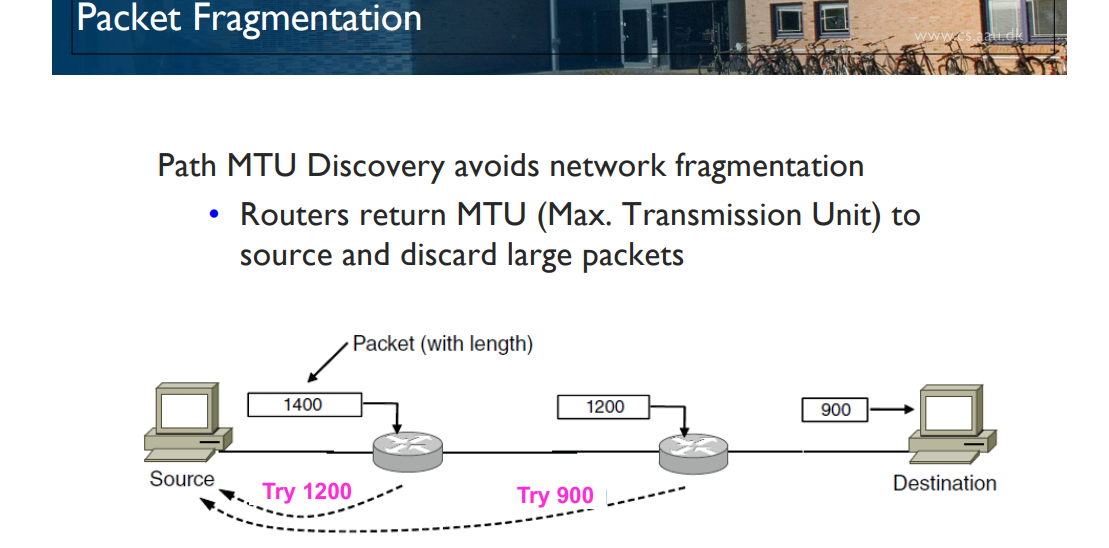 Packet Fragmentation
www.cs.aau.dk
Path MTU Discovery avoids network fragmentation
• Routers return MTU (Max. Transmission Unit) to
source and discard large packets
Packet (with length)
1400
1200
900
Source
Try 1200
Try 900
Destination